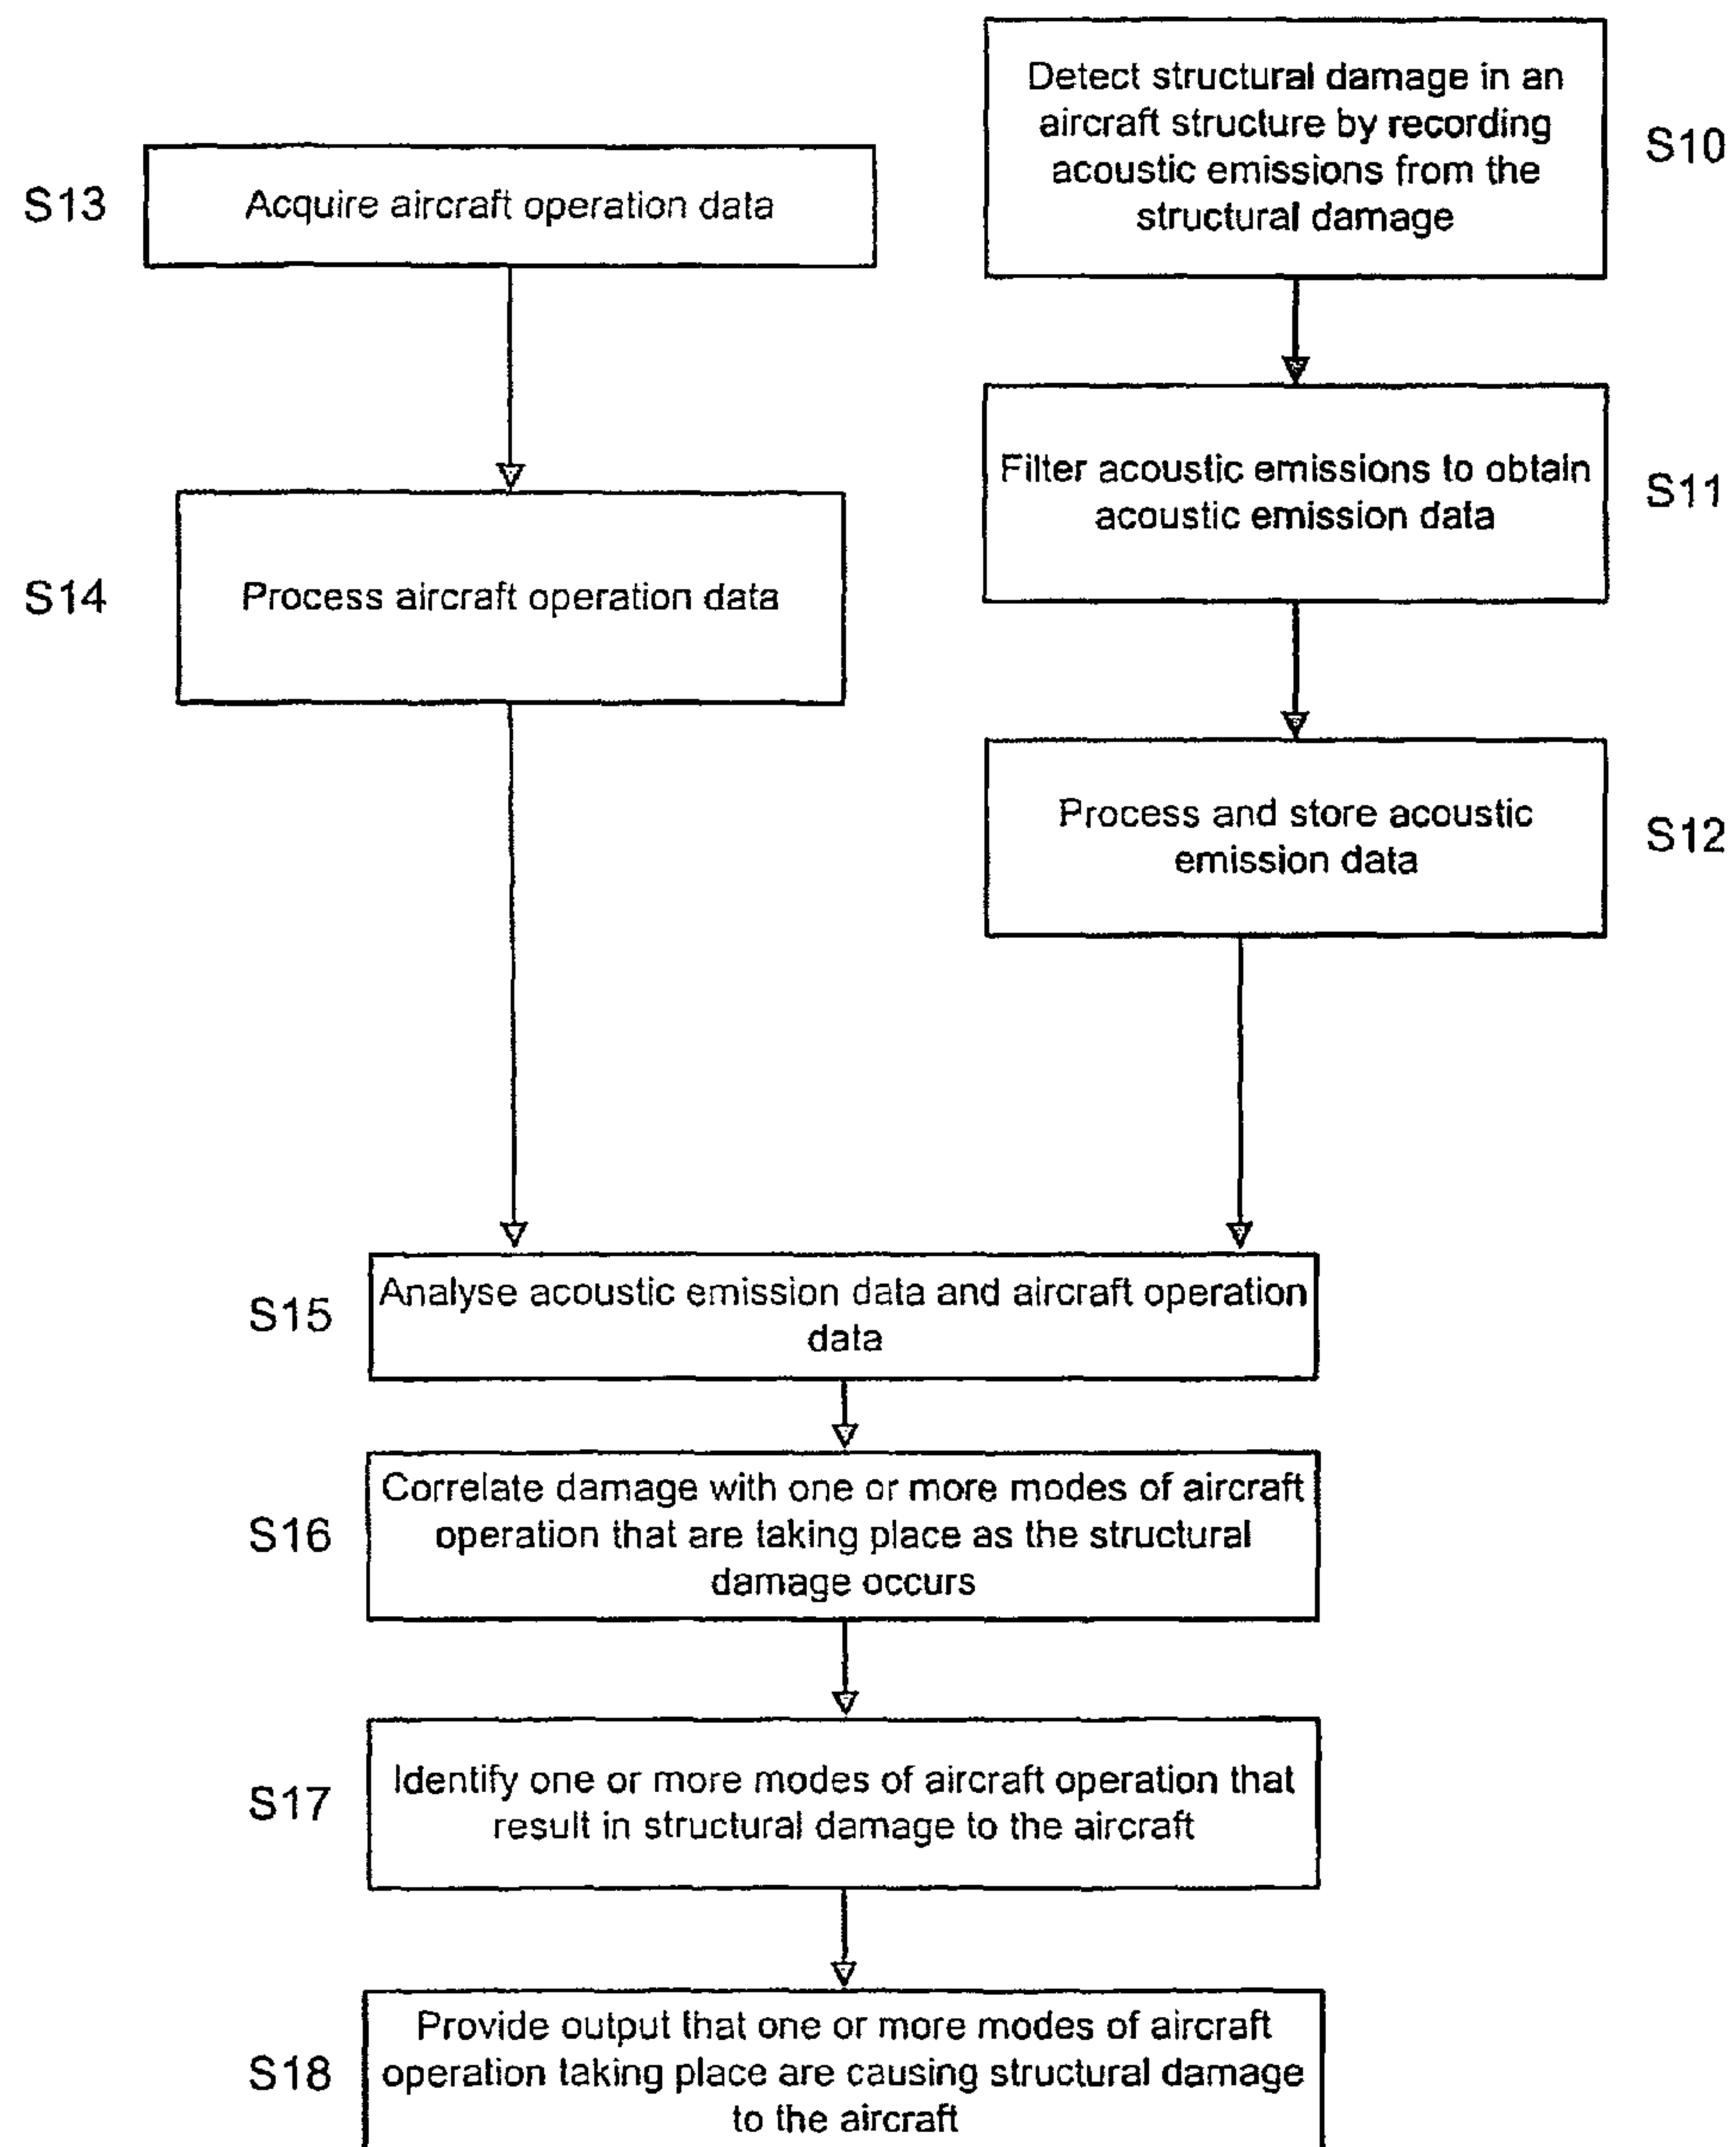 Detect structural damage in an
aircraft structure by recording
acoustic emissions from the
structural damage
S10
S13
Acquire aircraft operation data
Filter acoustic emissions to obtain
acoustic emission data
S11
S14
Process aircraft operation data
Process and store acoustic
emission data
S12
S15
Analyse acoustic emission data and aircraft operation
data
S16
Correlate damage with one or more modes of aircraft
operation that are taking place as the structural
damage occurs
S17
Identify one or more modes of aircraft operation that
result in structural damage to the aircraft
S18
Provide output that one or more modes of aircraft
operation taking place are causing structural damage
to the aircraft